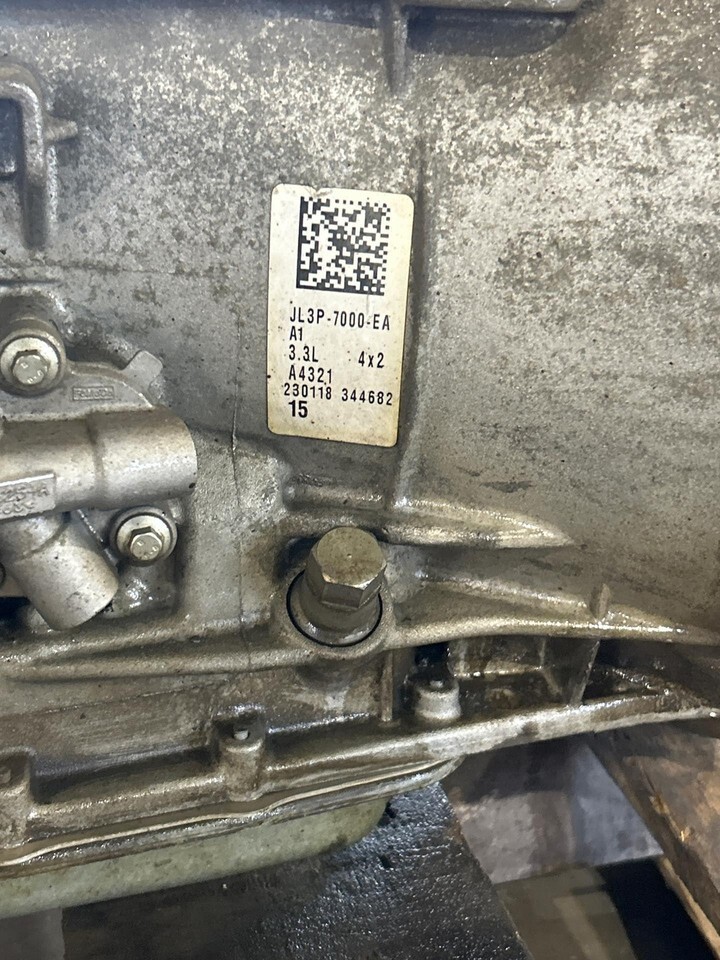 JL3P-7000-EA
A1
3.3L 4x2
A4321
230118 344682
15